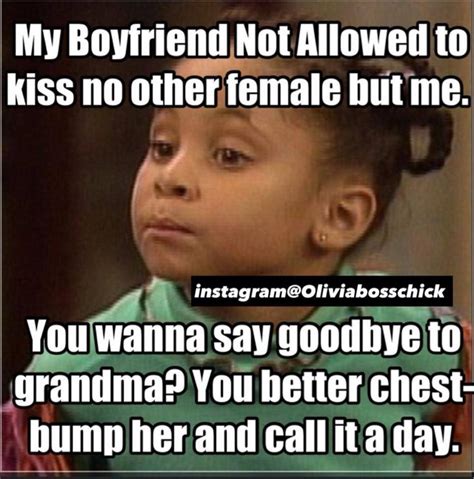 My Boyfriend Not Allowed to
kiss no other female but me.
instagram@Oliviabosschick
You wanna say goodbye to
grandma? You better chest-
bump her and call it a day.